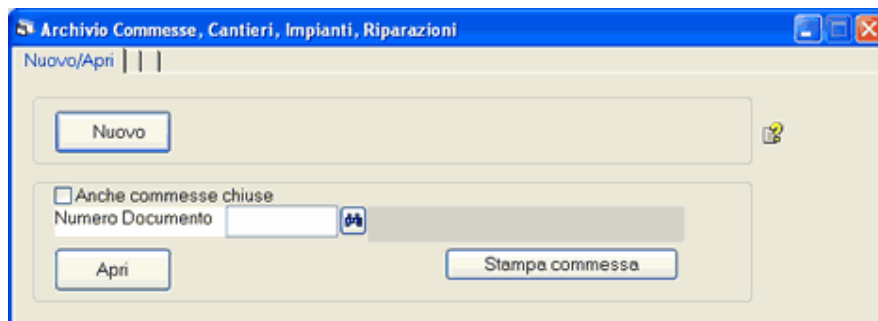 Archivio Commesse, Cantieri, Impianti, Riparazioni
Nuovo/Apri
Nuovo
Anche commesse chiuse
Numero Documento
Apri
Stampa commessa